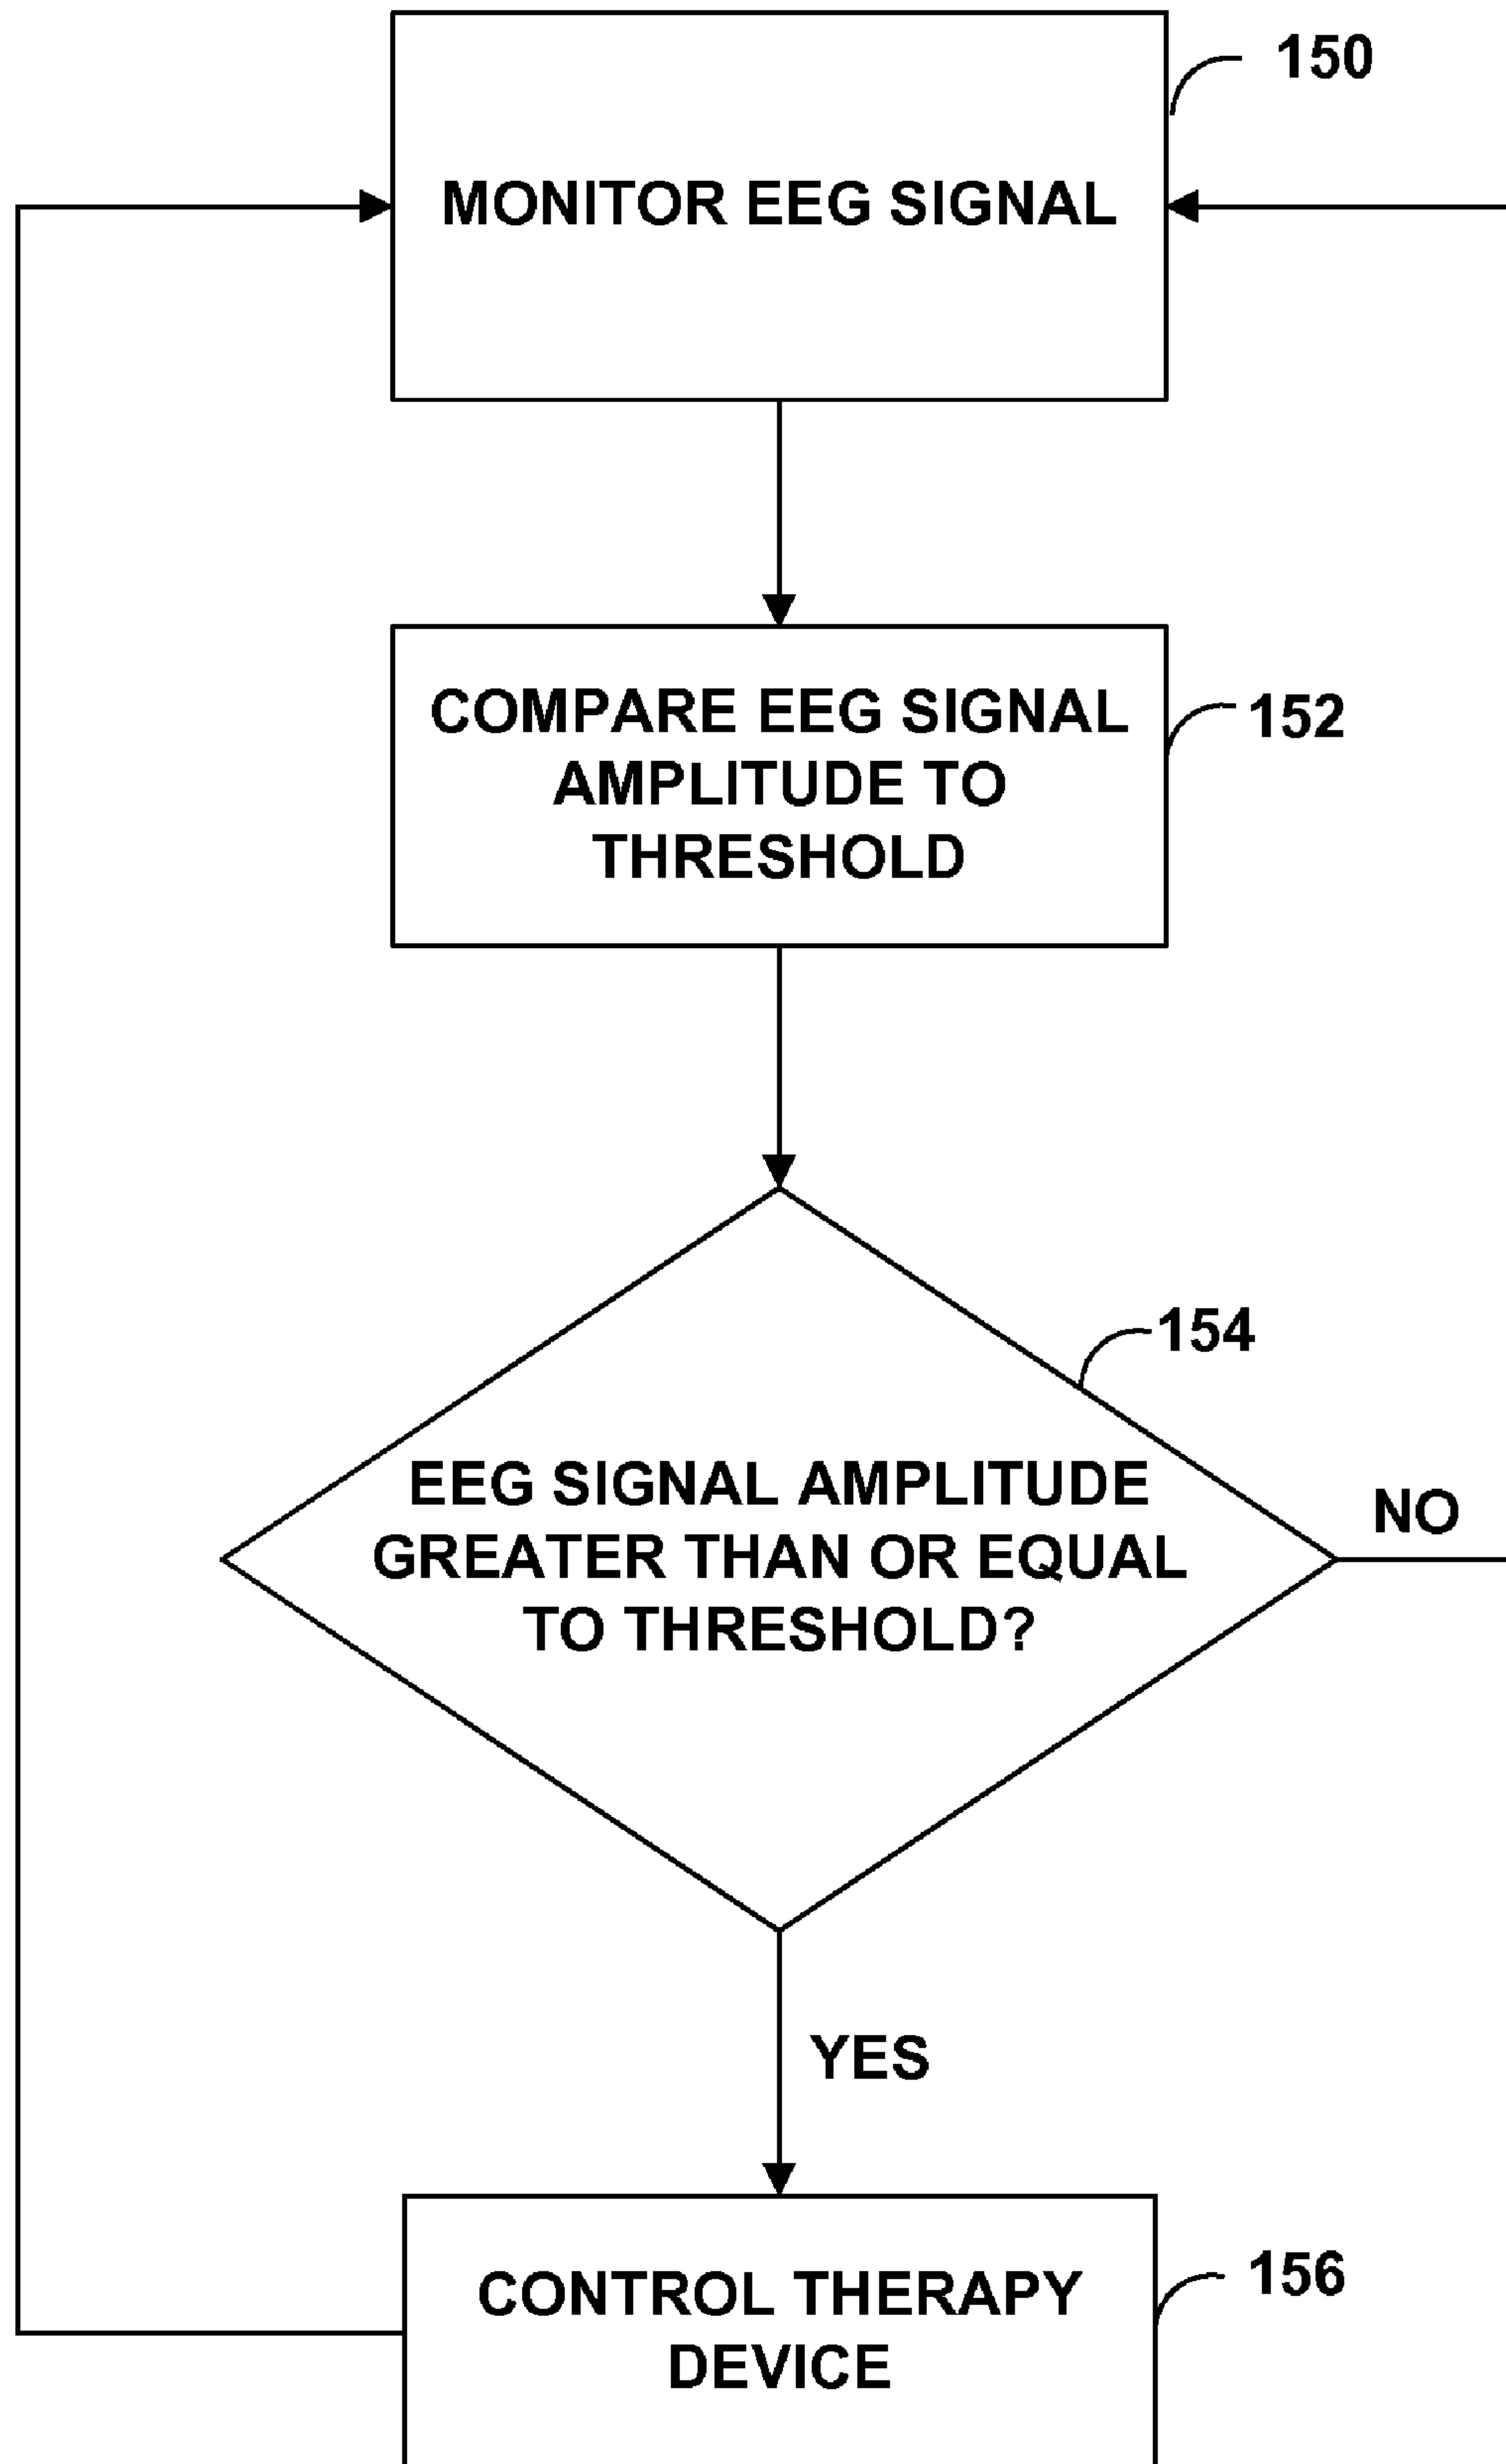 150
MONITOR EEG SIGNAL
COMPARE EEG SIGNAL
AMPLITUDE TO
THRESHOLD
152
154
EEG SIGNAL AMPLITUDE
GREATER THAN OR EQUAL
TO THRESHOLD?
NO
YES
CONTROL THERAPY
DEVICE
156